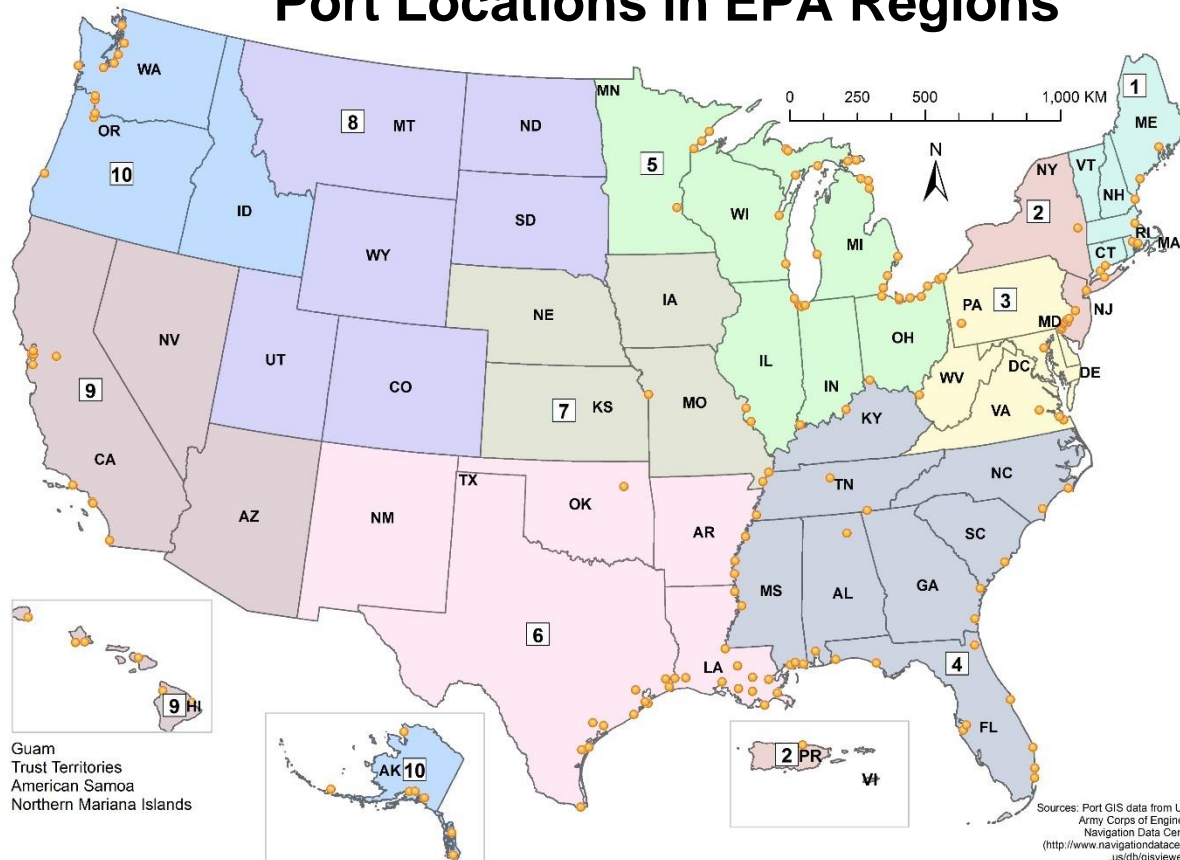 Port Locations in EPA Regions
0 250 500 1,000 KM
N
WA
OR
10
ID
8
MT
ND
SD
WY
UT
CO
MN
5
WI
MI
IL
IN
OH
1
ME
VT
NH
NY
2
RI
MA
CT
PA
3
NJ
MD
DE
DC
WV
VA
NE
IA
7
KS
MO
NV
9
CA
AZ
NM
TX
OK
AR
6
LA
KY
TN
NC
SC
MS
AL
GA
4
FL
9
HI
Guam
Trust Territories
American Samoa
Northern Mariana Islands
AK
10
2
PR
VI
Sources: Port GIS data from
Army Corps of
Navigation Data
(http://www.